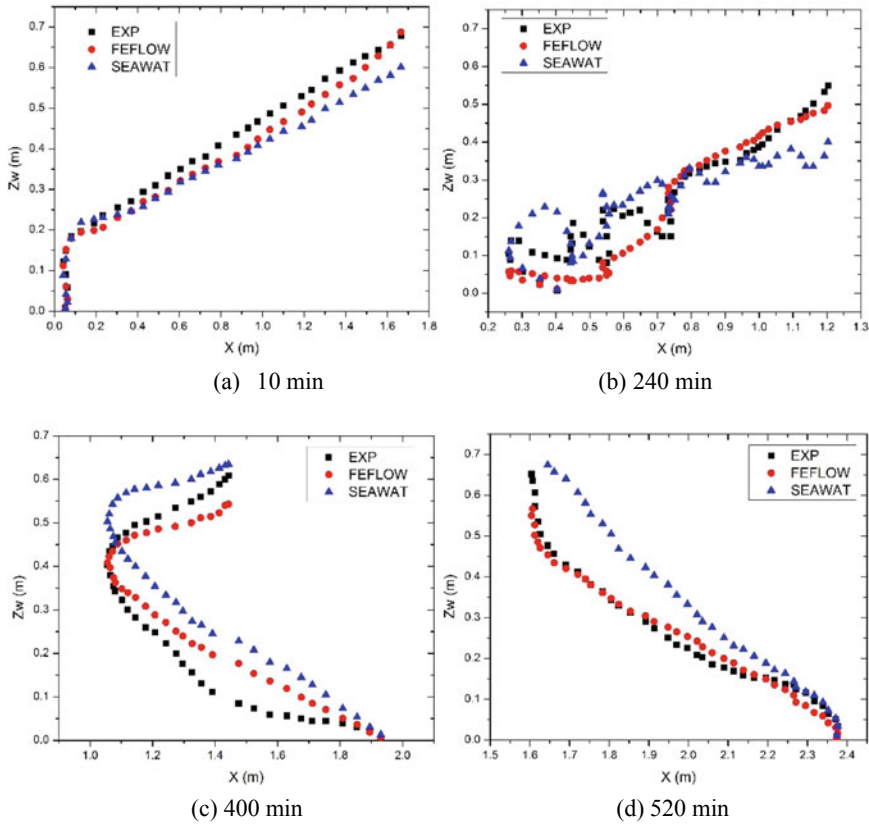 EXP
FEFLOW
SEAWAT
0.7
0.6
0.5
0.4
0.3
0.2
0.1
0.0
Zw (m)
0.0 0.2 0.4 0.6 0.8 1.0 1.2 1.4 1.6 1.8
X (m)
(a) 10 min
EXP
FEFLOW
SEAWAT
0.7
0.6
0.5
0.4
0.3
0.2
0.1
0.0
Zw (m)
0.2 0.3 0.4 0.5 0.6 0.7 0.8 0.9 1.0 1.1 1.2 1.3
X (m)
(b) 240 min
EXP
FEFLOW
SEAWAT
0.7
0.6
0.5
0.4
0.3
0.2
0.1
0.0
Zw (m)
1.0 1.2 1.4 1.6 1.8 2.0
X (m)
(c) 400 min
EXP
FEFLOW
SEAWAT
0.7
0.6
0.5
0.4
0.3
0.2
0.1
0.0
Zw (m)
1.5 1.6 1.7 1.8 1.9 2.0 2.1 2.2 2.3 2.4
X (m)
(d) 520 min